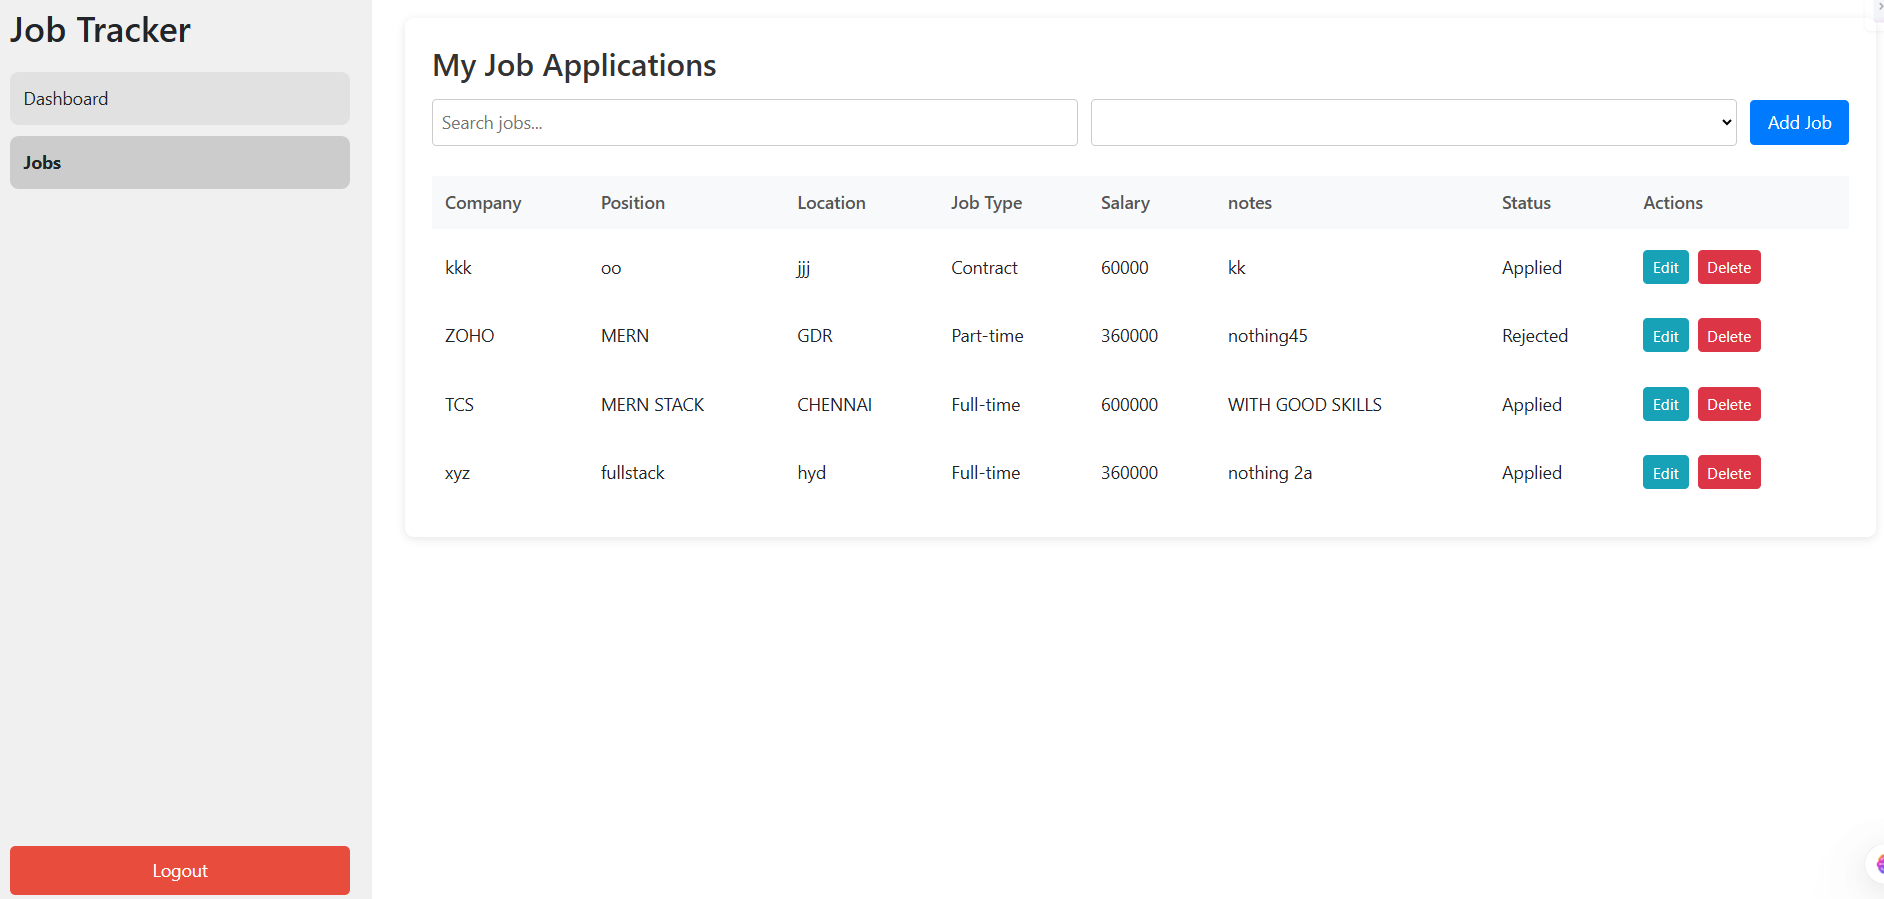 Job Tracker
Dashboard
Jobs
Logout
My Job Applications
Search jobs...
Add Job
Company Position Location Job Type Salary notes Status Actions
kkk oo jjj Contract 60000 kk Applied Edit Delete
ZOHO MERN GDR Part-time 360000 nothing45 Rejected Edit Delete
TCS MERN STACK CHENNAI Full-time 600000 WITH GOOD SKILLS Applied Edit Delete
xyz fullstack hyd Full-time 360000 nothing 2a Applied Edit Delete